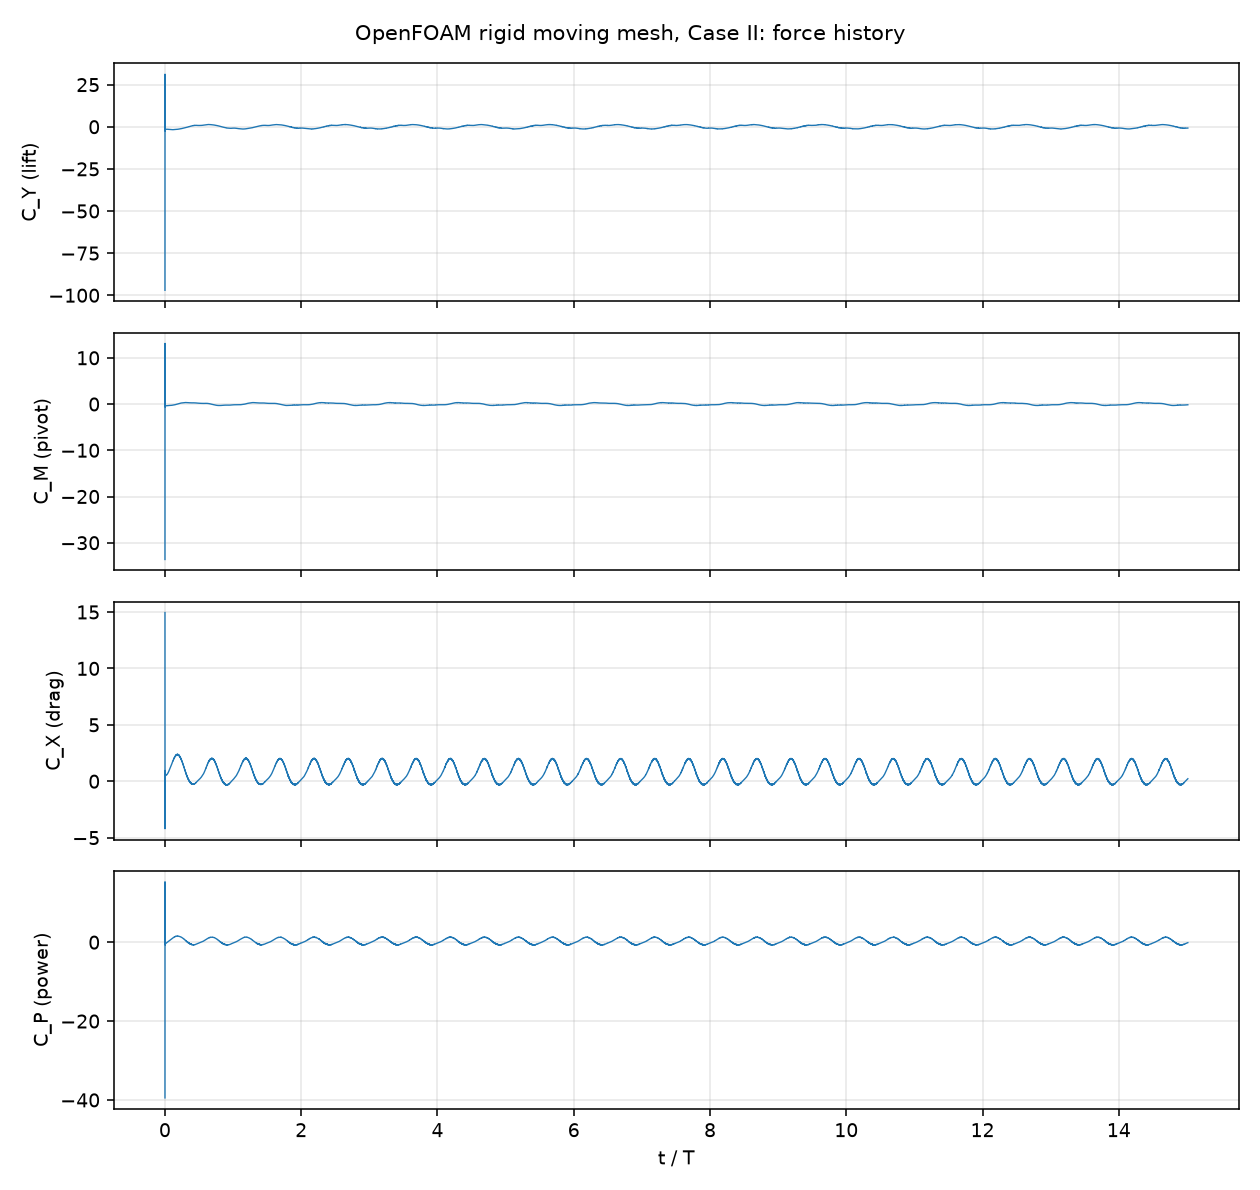 OpenFOAM rigid moving mesh, Case II: force history
25
0
−25
−50
−75
−100
C_Y (lift)
10
0
−10
−20
−30
C_M (pivot)
15
10
5
0
−5
C_X (drag)
0
−20
−40
C_P (power)
0 2 4 6 8 10 12 14
t / T